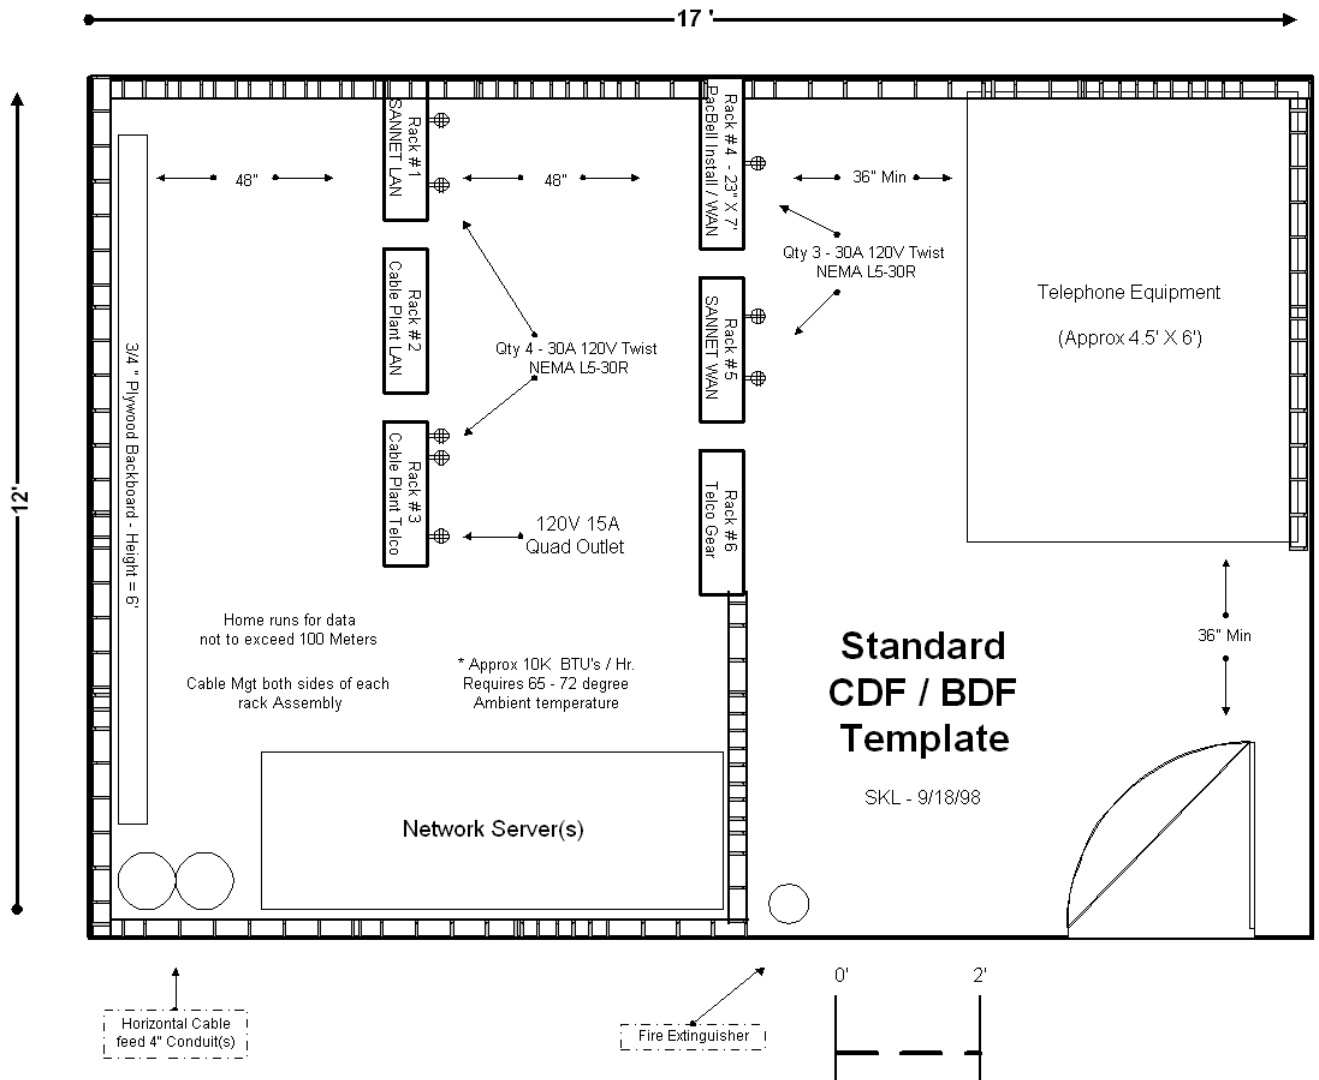 17 '
12'
3/4 " Plywood Backboard - Height = 6'
48"
Rack #1
SANNET LAN
48"
Rack #4 - 23" X 7'
PacBell Install / WAN
36" Min
Rack #2
Cable Plant LAN
Qty 4 - 30A 120V Twist
NEMA L5-30R
Rack #5
SANNET WAN
Qty 3 - 30A 120V Twist
NEMA L5-30R
Telephone Equipment
(Approx 4.5' X 6')
Rack #3
Cable Plant Telco
120V 15A
Quad Outlet
Rack #6
Telco Gear
Home runs for data
not to exceed 100 Meters
Cable Mgt both sides of each
rack Assembly
* Approx 10K BTU's / Hr.
Requires 65 - 72 degree
Ambient temperature
36" Min
Standard
CDF / BDF
Template
SKL - 9/18/98
Network Server(s)
Horizontal Cable
feed 4" Conduit(s)
Fire Extinguisher
0'
2'